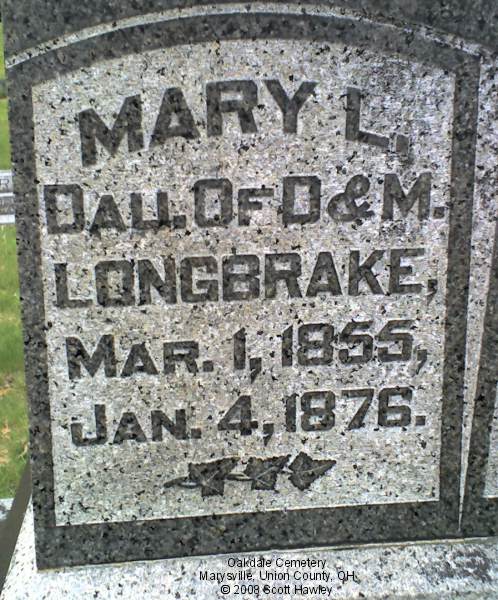 MARY L.
DAU. OF D & M.
LONGBRAKE,
MAR. 1, 1855,
JAN. 4, 1876.
Oakdale Cemetery
Marysville, Union County, OH.
© 2008 Scott Hawley